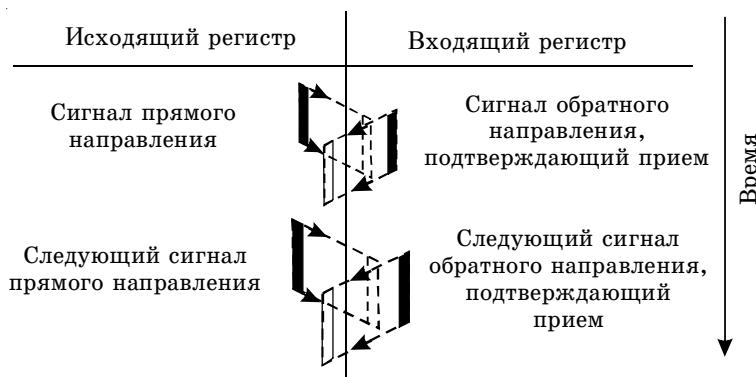 Исходящий регистр
Входящий регистр
Сигнал прямого
направления
Сигнал обратного
направления,
подтверждающий прием
Следующий сигнал
прямого направления
Следующий сигнал
обратного направления,
подтверждающий
прием
Время